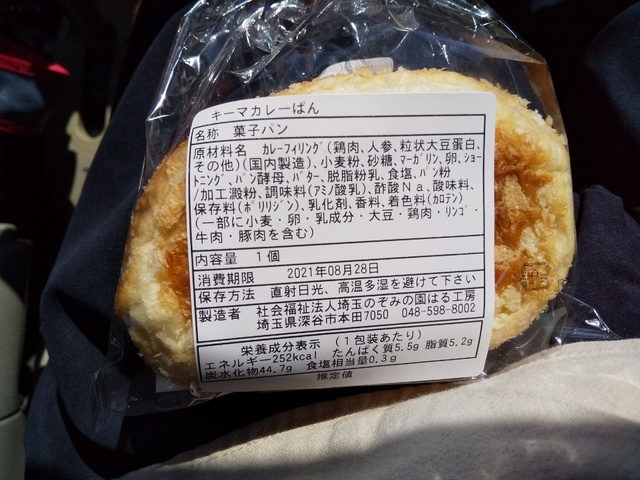 キーマカレーぱん
名称 菓子パン
原材料名 カレーフィリング(鶏肉、人参、粒状大豆蛋白、
その他)(国内製造)、小麦粉、砂糖、マーガリン、卵、ショー
トニング、パン酵母、バター、脱脂粉乳、食塩、パン粉
/加工澱粉、調味料(アミノ酸乳)、酢酸Na、酸味料、
保存料(ポリリジン)、乳化剤、香料、着色料(カロテン)
(一部に小麦・卵・乳成分・大豆・鶏肉・リンゴ・
牛肉・豚肉を含む)
内容量 1個
消費期限 2021年08月28日
保存方法 直射日光、高温多湿を避けて下さい
製造者 社会福祉法人埼玉のぞみの園はる工房
埼玉県深谷市本田7050 048-598-8002
栄養成分表示 (1包装あたり)
エネルギー252kcal たんぱく質5.5g 脂質5.2g
炭水化物44.7g 食塩相当量0.3g
推定値